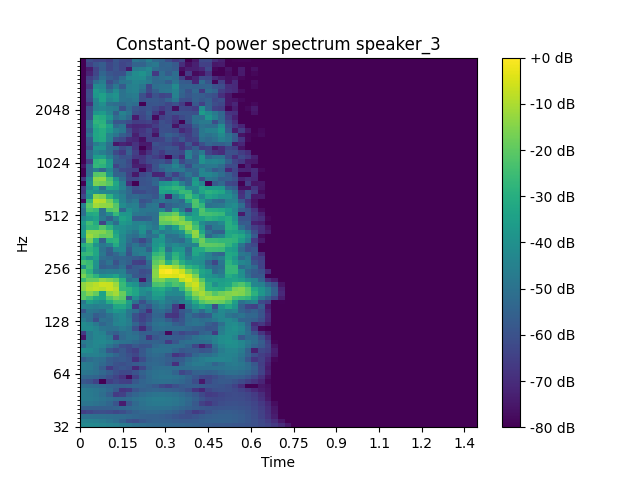 Constant-Q power spectrum speaker_3
+0 dB
2048
-10 dB
1024
-20 dB
512
-30 dB
Hz
-40 dB
256
-50 dB
128
-60 dB
64
-70 dB
32
-80 dB
0 0.15 0.3 0.45 0.6 0.75 0.9 1.1 1.2 1.4
Time